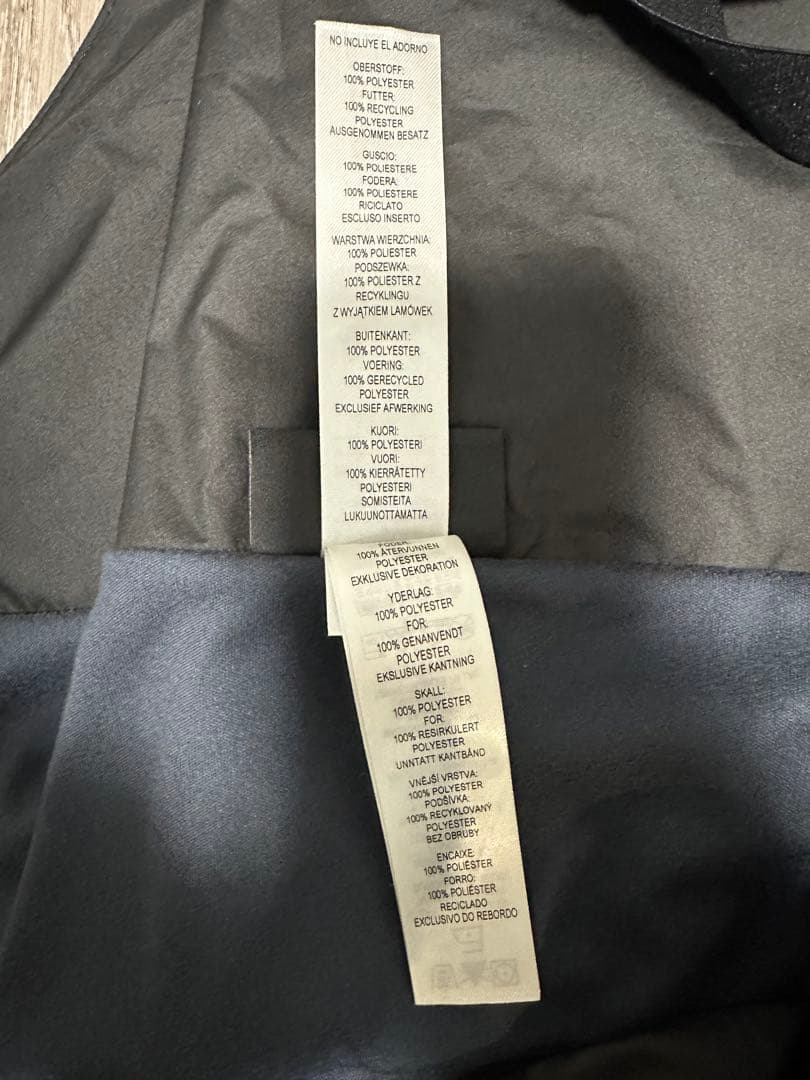 NO INCLUYE EL ADORNO
OBERSTOFF:
100% POLYESTER
FUTTER:
100% RECYCLING
POLYESTER
AUSGENOMMEN BESATZ
GUSCIO:
100% POLIESTERE
FODERA:
100% POLIESTERE
RICICLATO
ESCLUSO INSERTO
WARSTWA WIERZCHNIA:
100% POLIESTER
PODSZEWKA:
100% POLIESTER Z
RECYKLINGU
Z WYJĄTKIEM LAMÓWEK
BUITENKANT:
100% POLYESTER
VOERING:
100% GERECYCLED
POLYESTER
EXCLUSIEF AFWERKING
KUORI:
100% POLYESTERI
VUORI:
100% KIERRÄTETTY
POLYESTERI
SOMISTEITA
LUKUUNOTTAMATTA
FODER:
100% ÅTERVUNNEN
POLYESTER
EXKLUSIVE DEKORATION
YDERLAG:
100% POLYESTER
FOR:
100% GENANVENDT
POLYESTER
EKSLUSIVE KANTNING
SKALL:
100% POLYESTER
FOR:
100% RESIRKULERT
POLYESTER
UNNTATT KANTBÅND
VNĚJŠÍ VRSTVA:
100% POLYESTER
PODŠÍVKA:
100% RECYKLOVANÝ
POLYESTER
BEZ OBRUBY
ENCAIXE:
100% POLIÉSTER
FORRO:
100% POLIÉSTER
RECICLADO
EXCLUSIVO DO REBORDO